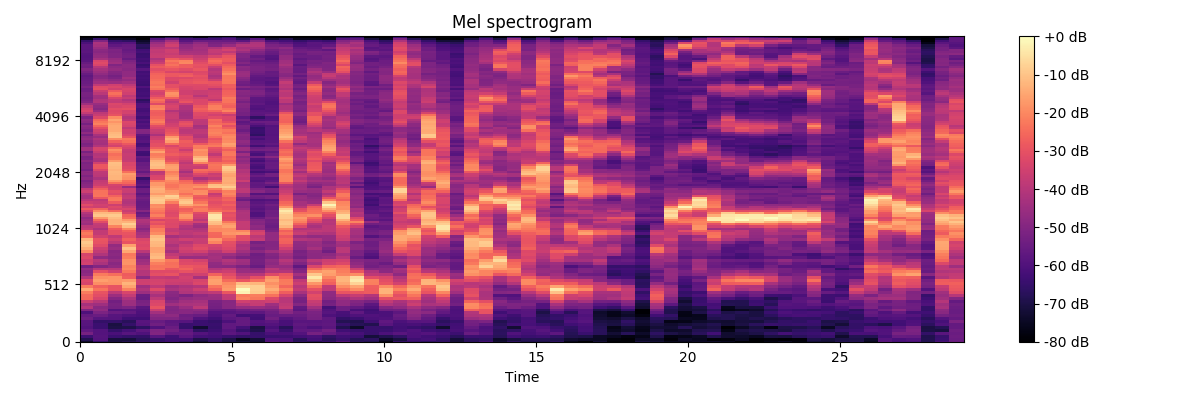 Mel spectrogram
Hz
8192
4096
2048
1024
512
0
0 5 10 15 20 25
Time
+0 dB
-10 dB
-20 dB
-30 dB
-40 dB
-50 dB
-60 dB
-70 dB
-80 dB